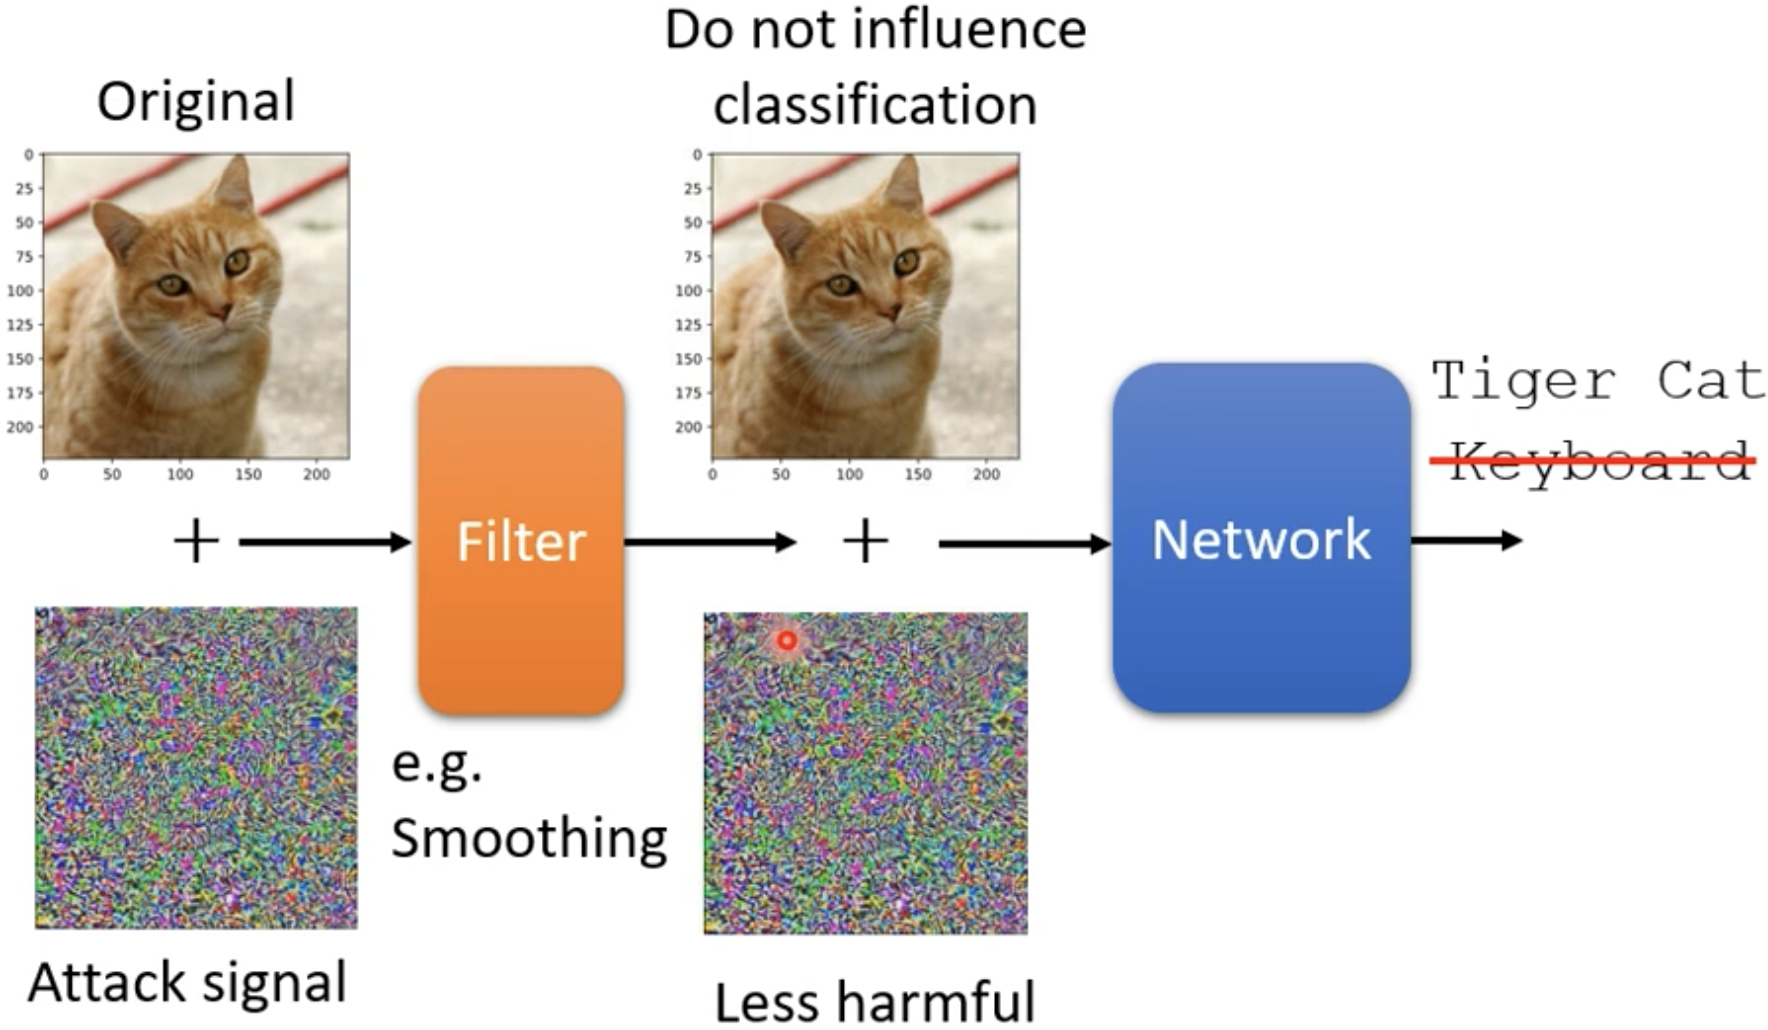 Original
0
25
50
75
100
125
150
175
200
0 50 100 150 200
+
Attack signal
Filter
e.g.
Smoothing
Do not influence
classification
0
25
50
75
100
125
150
175
200
0 50 100 150 200
+
Less harmful
Network
Tiger Cat
Keyboard